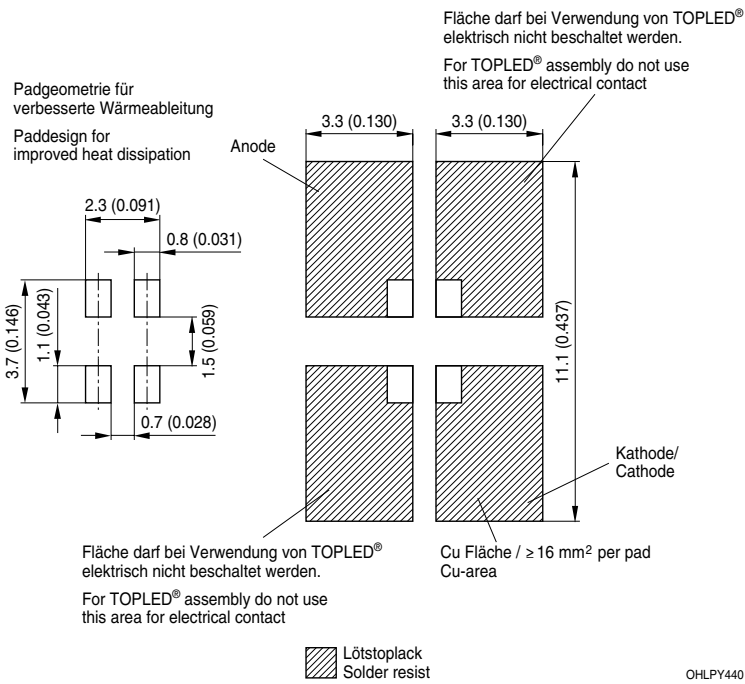 Fläche darf bei Verwendung von TOPLED®
elektrisch nicht beschaltet werden.
For TOPLED® assembly do not use
this area for electrical contact
Padgeometrie für
verbesserte Wärmeableitung
Paddesign for
improved heat dissipation
Anode
3.3 (0.130)
3.3 (0.130)
2.3 (0.091)
0.8 (0.031)
3.7 (0.146)
1.1 (0.043)
1.5 (0.059)
11.1 (0.437)
0.7 (0.028)
Kathode/
Cathode
Fläche darf bei Verwendung von TOPLED®
elektrisch nicht beschaltet werden.
For TOPLED® assembly do not use
this area for electrical contact
Cu Fläche / ≥ 16 mm² per pad
Cu-area
Lötstoplack
Solder resist
OHLPY440